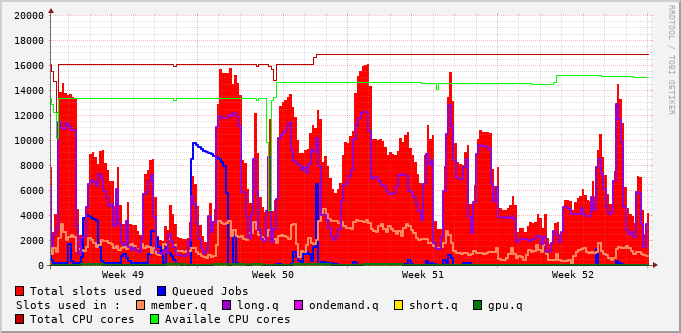 20000
18000
16000
14000
12000
10000
8000
6000
4000
2000
0
Week 49 Week 50 Week 51 Week 52
RRDTOOL / TOBI OETIKER
Total slots used Queued Jobs
Slots used in : member.q long.q ondemand.q short.q gpu.q
Total CPU cores Availale CPU cores